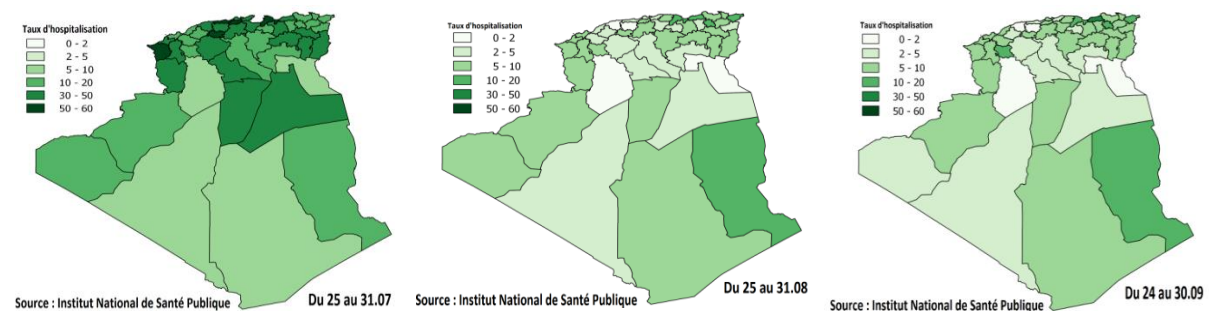 Taux d'hospitalisation
0 - 2
2 - 5
5 - 10
10 - 20
30 - 50
50 - 60
Source : Institut National de Santé Publique
Du 25 au 31.07
Taux d'hospitalisation
0 - 2
2 - 5
5 - 10
10 - 20
30 - 50
50 - 60
Source : Institut National de Santé Publique
Du 25 au 31.08
Taux d'hospitalisation
0 - 2
2 - 5
5 - 10
10 - 20
30 - 50
50 - 60
Source : Institut National de Santé Publique
Du 24 au 30.09